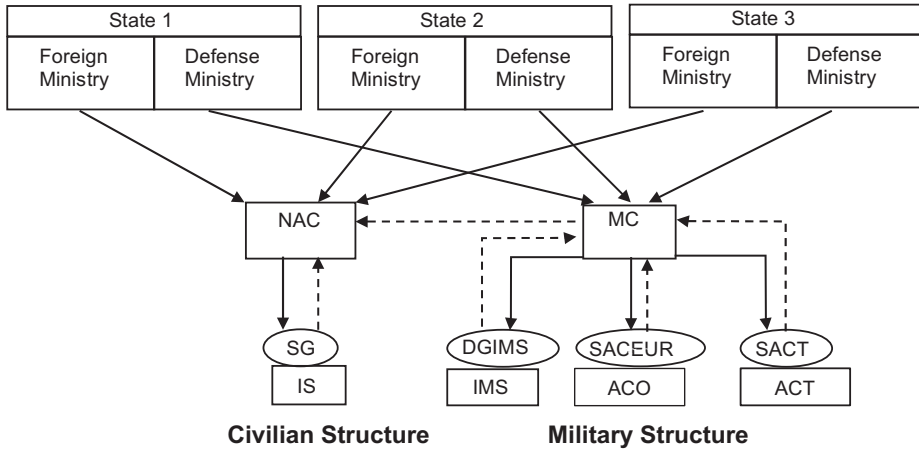 State 1
State 2
State 3
Foreign
Ministry
Defense
Ministry
Foreign
Ministry
Defense
Ministry
Foreign
Ministry
Defense
Ministry
NAC
MC
SG
DGIMS
SACEUR
SACT
IS
IMS
ACO
ACT
Civilian Structure
Military Structure